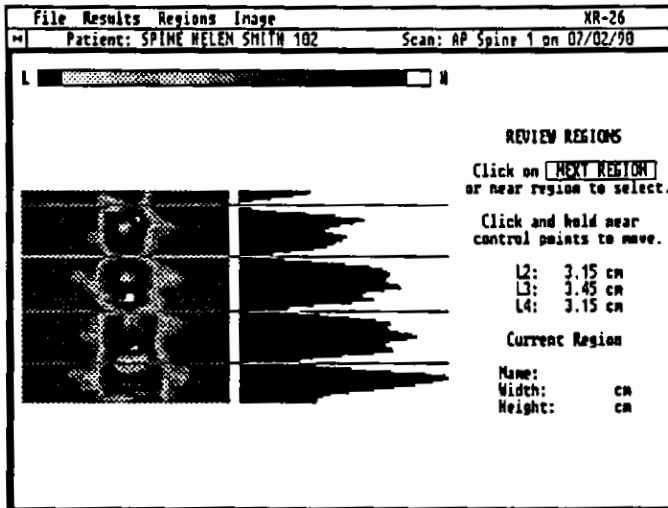 File Results Regions Image XR-26
Patient: SPINE HELEN SMITH 102 Scan: AP Spine 1 on 07/02/90
L H
REVIEW REGIONS
Click on NEXT REGION
or near region to select.
Click and hold near
control points to move.
L2: 3.15 cm
L3: 3.45 cm
L4: 3.15 cm
Current Region
Name:
Width: cm
Height: cm